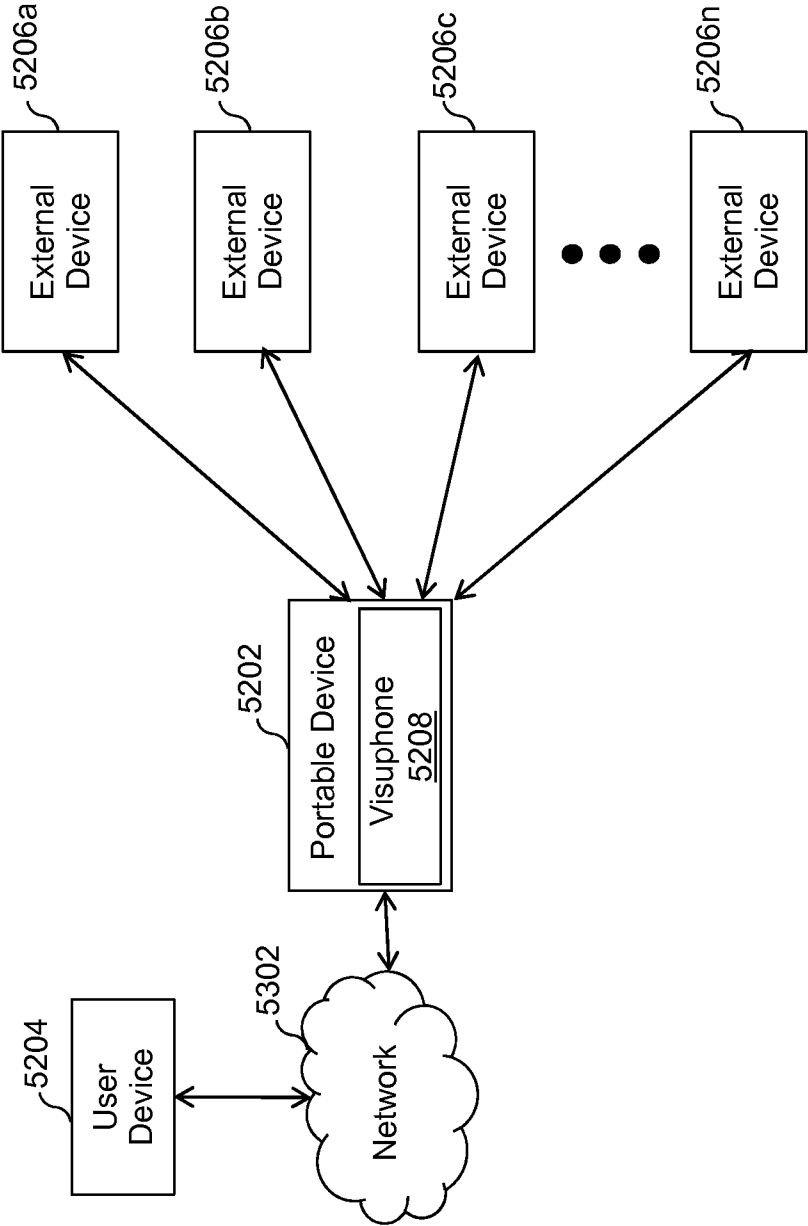 5204
User
Device
5302
Network
5202
Portable Device
Visuphone
5208
5206a
External
Device
5206b
External
Device
5206c
External
Device
5206n
External
Device